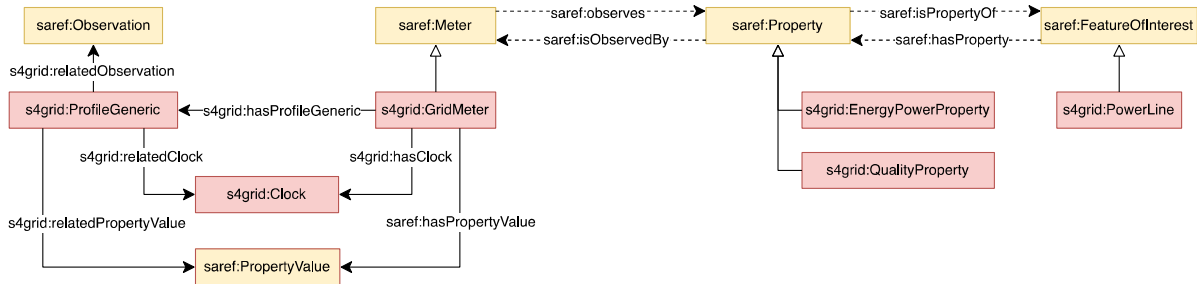 saref:Observation
saref:Meter
saref:observes
saref:Property
saref:isPropertyOf
saref:FeatureOfInterest
saref:isObservedBy
saref:hasProperty
s4grid:relatedObservation
s4grid:ProfileGeneric
s4grid:hasProfileGeneric
s4grid:GridMeter
s4grid:EnergyPowerProperty
s4grid:PowerLine
s4grid:relatedClock
s4grid:hasClock
s4grid:QualityProperty
s4grid:Clock
s4grid:relatedPropertyValue
saref:hasPropertyValue
saref:PropertyValue